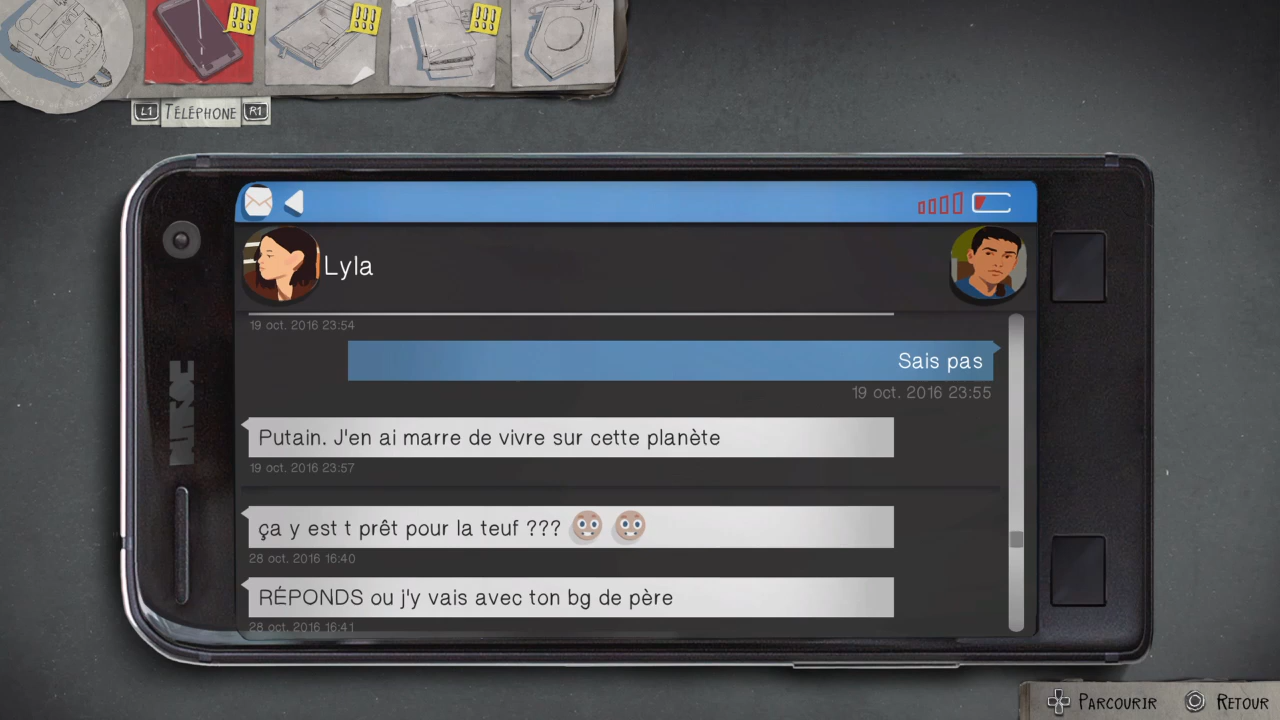 L1 TÉLÉPHONE R1
Lyla
19 oct. 2016 23:54
Sais pas
19 oct. 2016 23:55
Putain. J'en ai marre de vivre sur cette planète
19 oct. 2016 23:57
ça y est t prêt pour la teuf ???
28 oct. 2016 16:40
RÉPONDS ou j'y vais avec ton bg de père
28 oct. 2016 16:41
PARCOURIR
RETOUR